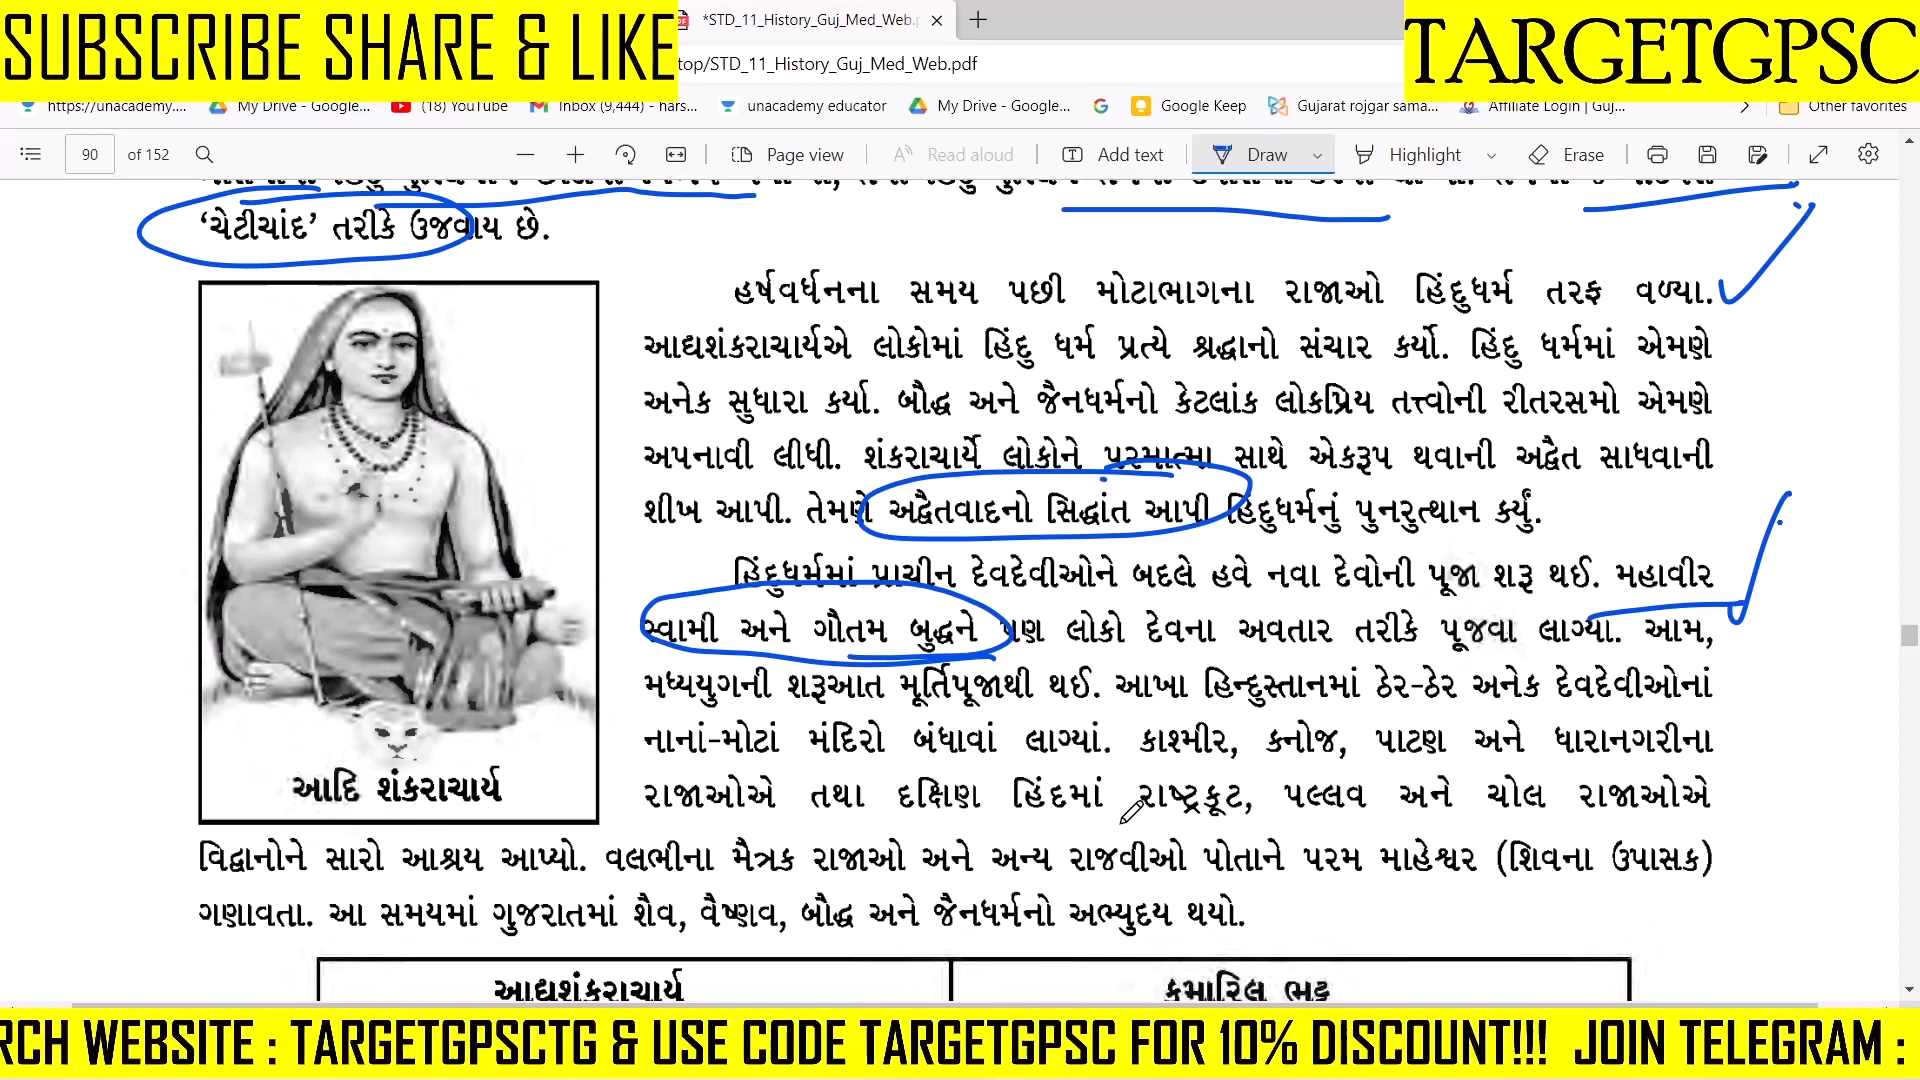 SUBSCRIBE SHARE & LIKE
*STD_11_History_Guj_Med_Web.p
TARGETGPSC
top/STD_11_History_Guj_Med_Web.pdf
https://unacademy....
My Drive - Google...
(18) YouTube
Inbox (9,444) - hars...
unacademy educator
My Drive - Google...
Google Keep
Gujarat rojgar sama...
Affiliate Login | Guj...
Other favorites
90 of 152
Page view
Read aloud
Add text
Draw
Highlight
Erase
‘ચેટીચાંદ’ તરીકે ઉજવાય છે.
હર્ષવર્ધનના સમય પછી મોટાભાગના રાજાઓ હિંદુધર્મ તરફ વળ્યા.
આદ્યશંકરાચાર્યએ લોકોમાં હિંદુ ધર્મ પ્રત્યે શ્રદ્ધાનો સંચાર કર્યો. હિંદુ ધર્મમાં એમણે
અનેક સુધારા કર્યા. બૌદ્ધ અને જૈનધર્મનો કેટલાંક લોકપ્રિય તત્ત્વોની રીતરસમો એમણે
અપનાવી લીધી. શંકરાચાર્યે લોકોને પરમાત્મા સાથે એકરૂપ થવાની અદ્વૈત સાધવાની
શીખ આપી. તેમણે અદ્વૈતવાદનો સિદ્ધાંત આપી હિંદુધર્મનું પુનરુત્થાન કર્યું.
હિંદુધર્મમાં પ્રાચીન દેવદેવીઓને બદલે હવે નવા દેવોની પૂજા શરૂ થઈ. મહાવીર
સ્વામી અને ગૌતમ બુદ્ધને પણ લોકો દેવના અવતાર તરીકે પૂજવા લાગ્યા. આમ,
મધ્યયુગની શરૂઆત મૂર્તિપૂજાથી થઈ. આખા હિન્દુસ્તાનમાં ઠેર-ઠેર અનેક દેવદેવીઓનાં
નાનાં-મોટાં મંદિરો બંધાવાં લાગ્યાં. કાશ્મીર, કનોજ, પાટણ અને ધારાનગરીના
આદિ શંકરાચાર્ય
રાજાઓએ તથા દક્ષિણ હિંદમાં રાષ્ટ્રકૂટ, પલ્લવ અને ચોલ રાજાઓએ
વિદ્વાનોને સારો આશ્રય આપ્યો. વલભીના મૈત્રક રાજાઓ અને અન્ય રાજવીઓ પોતાને પરમ માહેશ્વર (શિવના ઉપાસક)
ગણાવતા. આ સમયમાં ગુજરાતમાં શૈવ, વૈષ્ણવ, બૌદ્ધ અને જૈનધર્મનો અભ્યુદય થયો.
આદ્યશંકરાચાર્ય
કુમારિલ ભટ્ટ
RCH WEBSITE : TARGETGPSCTG & USE CODE TARGETGPSC FOR 10% DISCOUNT!!! JOIN TELEGRAM :